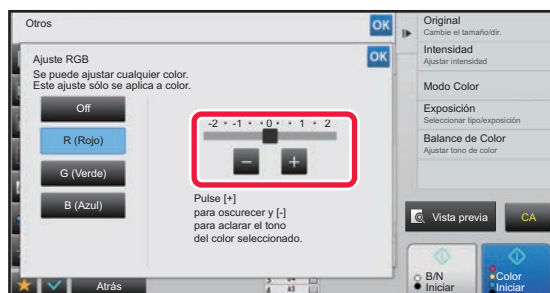 Otros
OK
Ajuste RGB
OK
Se puede ajustar cualquier color.
Este ajuste sólo se aplica a color.
Off
R (Rojo)
G (Verde)
B (Azul)
-2 • -1 • • 0 • • 1 • 2
Pulse [+]
para oscurecer y [-]
para aclarar el tono
del color seleccionado.
Atrás
A3
Original
Cambie el tamaño/dir.
Intensidad
Ajustar intensidad
Modo Color
Exposición
Seleccionar tipo/exposición
Balance de Color
Ajustar tono de color
Vista previa
CA
B/N
Iniciar
Color
Iniciar